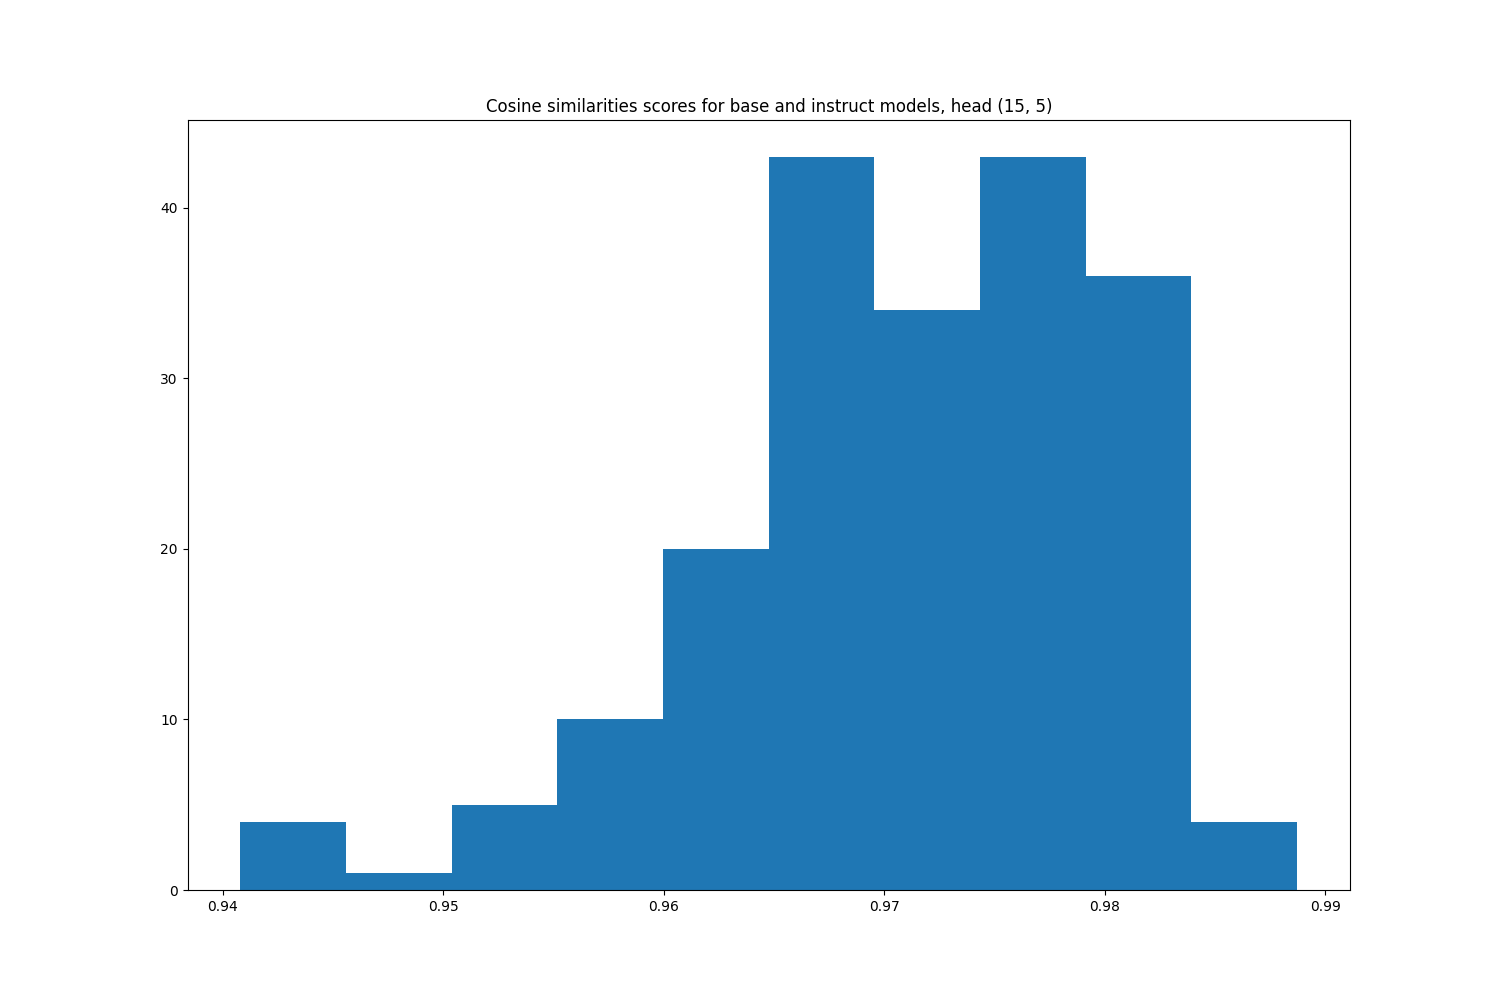 Cosine similarities scores for base and instruct models, head (15, 5)
40
30
20
10
0
0.94 0.95 0.96 0.97 0.98 0.99